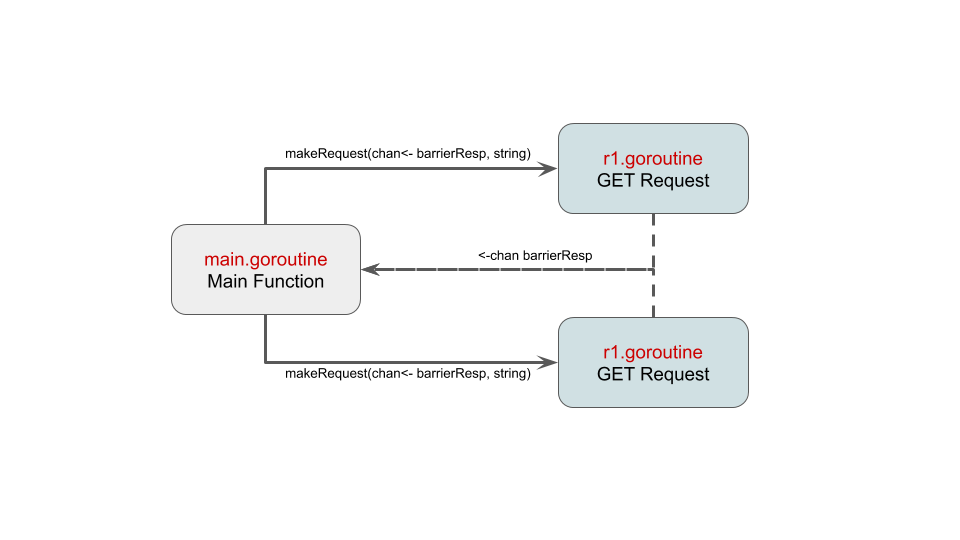 makeRequest(chan<- barrierResp, string)
r1.goroutine
GET Request
main.goroutine
Main Function
<-chan barrierResp
r1.goroutine
GET Request
makeRequest(chan<- barrierResp, string)